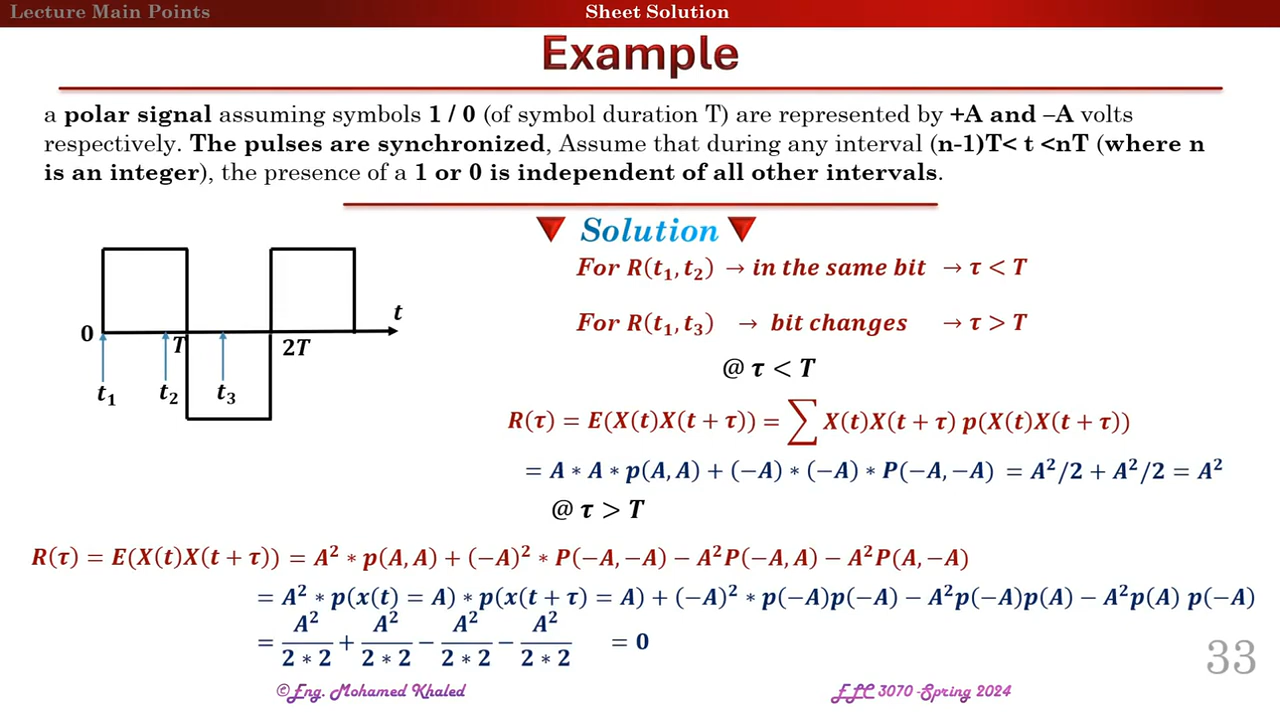 Lecture Main Points
Sheet Solution
Example
a polar signal assuming symbols 1 / 0 (of symbol duration T) are represented by +A and –A volts
respectively. The pulses are synchronized, Assume that during any interval (n-1)T< t <nT (where n
is an integer), the presence of a 1 or 0 is independent of all other intervals.
Solution
For R(t₁, t₂) → in the same bit → τ < T
For R(t₁, t₃) → bit changes → τ > T
0
T
2T
t
t₁
t₂
t₃
@ τ < T
R(τ) = E(X(t)X(t + τ)) = ∑ X(t)X(t + τ) p(X(t)X(t + τ))
= A ∗ A ∗ p(A, A) + (−A) ∗ (−A) ∗ P(−A, −A) = A²/2 + A²/2 = A²
@ τ > T
R(τ) = E(X(t)X(t + τ)) = A² ∗ p(A, A) + (−A)² ∗ P(−A, −A) − A²P(−A, A) − A²P(A, −A)
= A² ∗ p(x(t) = A) ∗ p(x(t + τ) = A) + (−A)² ∗ p(−A)p(−A) − A²p(−A)p(A) − A²p(A) p(−A)
= A²/2 ∗ 2 + A²/2 ∗ 2 − A²/2 ∗ 2 − A²/2 ∗ 2 = 0
33
©Eng. Mohamed Khaled
ELC 3070 -Spring 2024